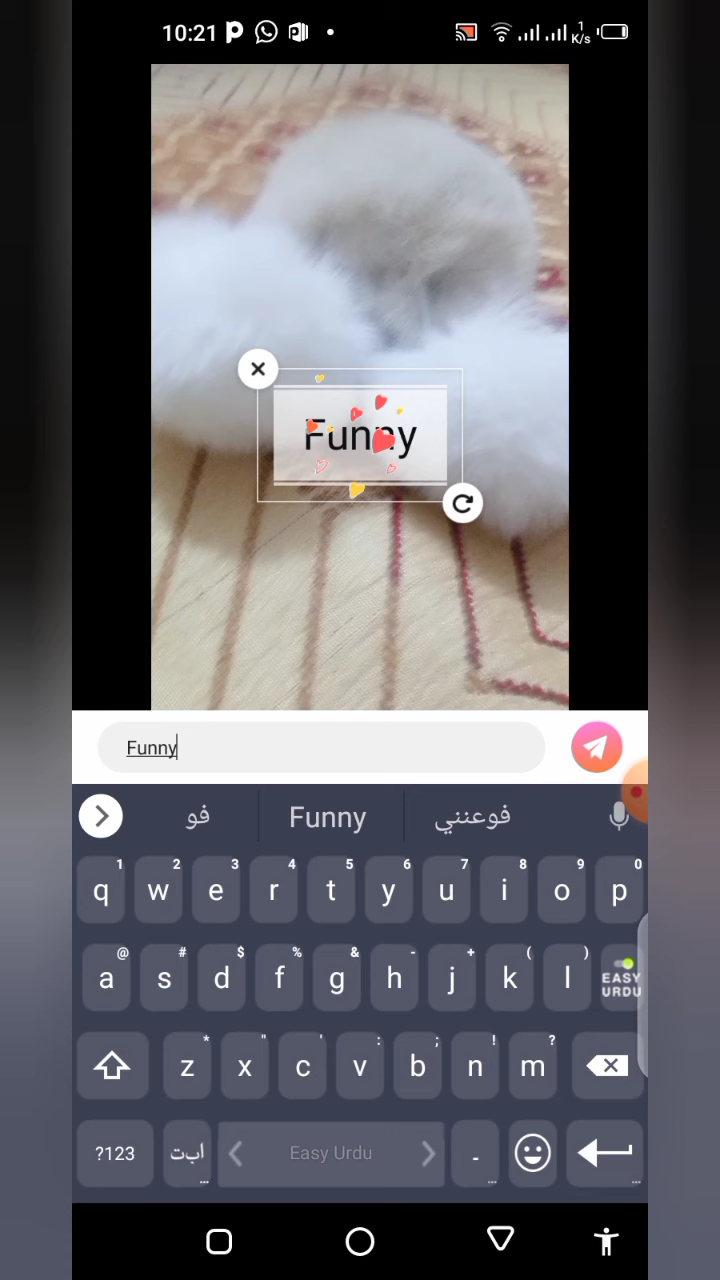 10:21
1
K/s
Funny
Funny
فو Funny فوعنني
1 2 3 4 5 6 7 8 9 0
q w e r t y u i o p
@ # $ % & - + ( )
a s d f g h j k l EASY URDU
* " ' : ; ! ?
z x c v b n m
?123 ابت Easy Urdu -